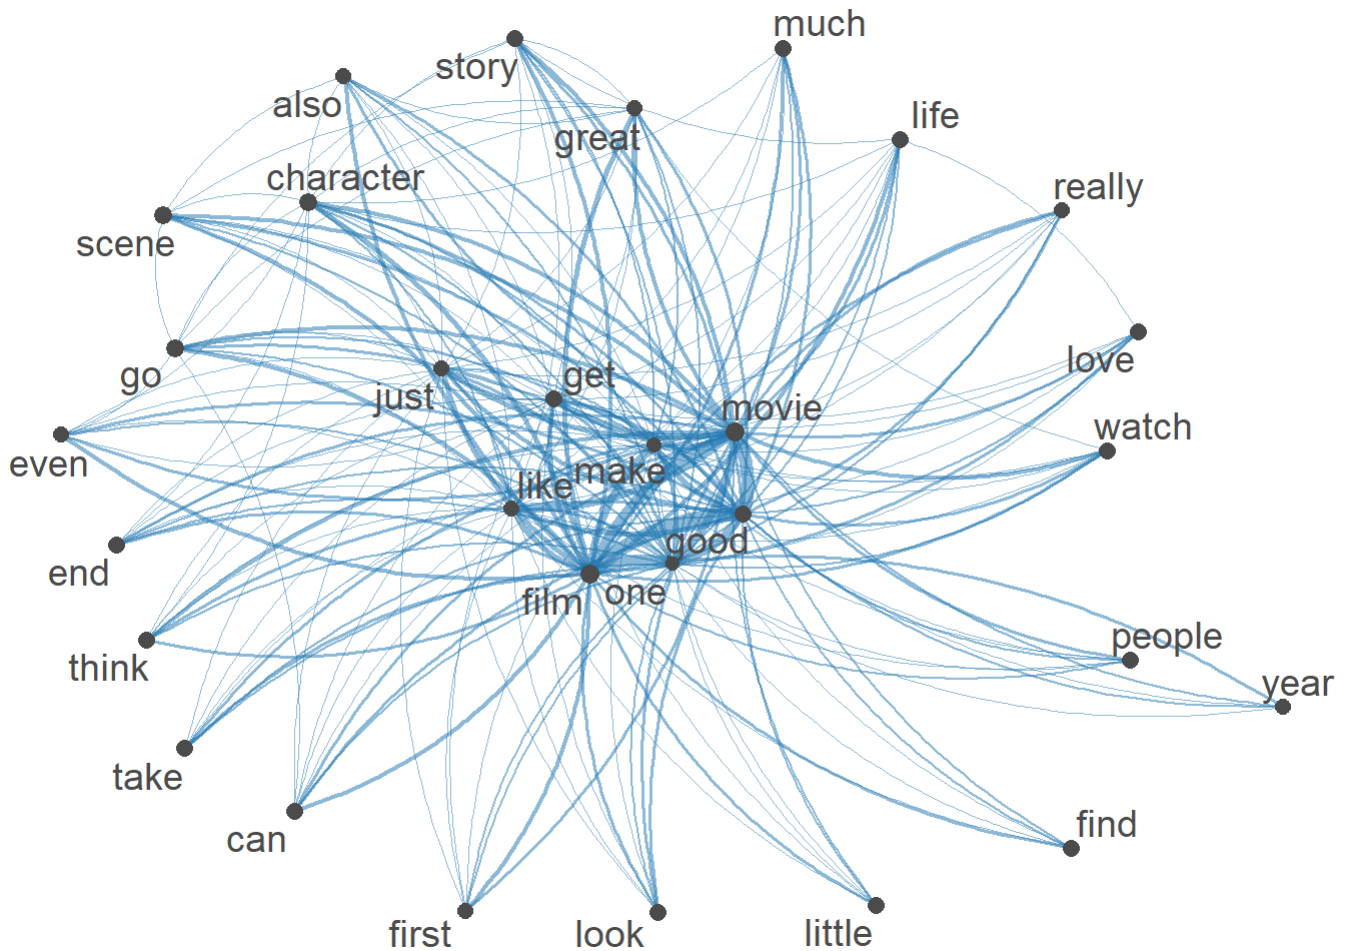 much
story
also
life
great
character
really
scene
love
go
get
just
movie
watch
even
make
like
good
end
one
film
people
think
year
take
find
can
first
look
little